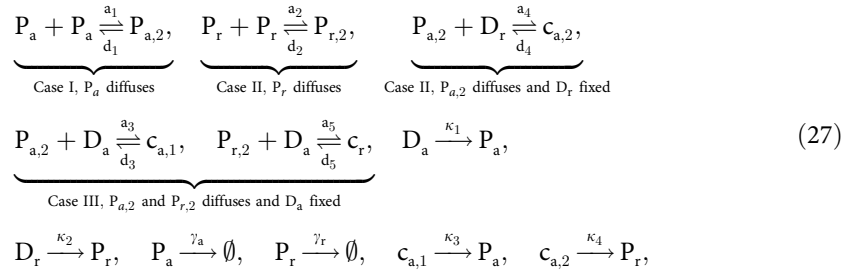 P_a + P_a ⇌^{a_1}_{d_1} P_{a,2}, P_r + P_r ⇌^{a_2}_{d_2} P_{r,2}, P_{a,2} + D_r ⇌^{a_4}_{d_4} c_{a,2},
Case I, P_a diffuses Case II, P_r diffuses Case II, P_{a,2} diffuses and D_r fixed
P_{a,2} + D_a ⇌^{a_3}_{d_3} c_{a,1}, P_{r,2} + D_a ⇌^{a_5}_{d_5} c_r, D_a →^{κ_1} P_a, (27)
Case III, P_{a,2} and P_{r,2} diffuses and D_a fixed
D_r →^{κ_2} P_r, P_a →^{γ_a} ∅, P_r →^{γ_r} ∅, c_{a,1} →^{κ_3} P_a, c_{a,2} →^{κ_4} P_r,